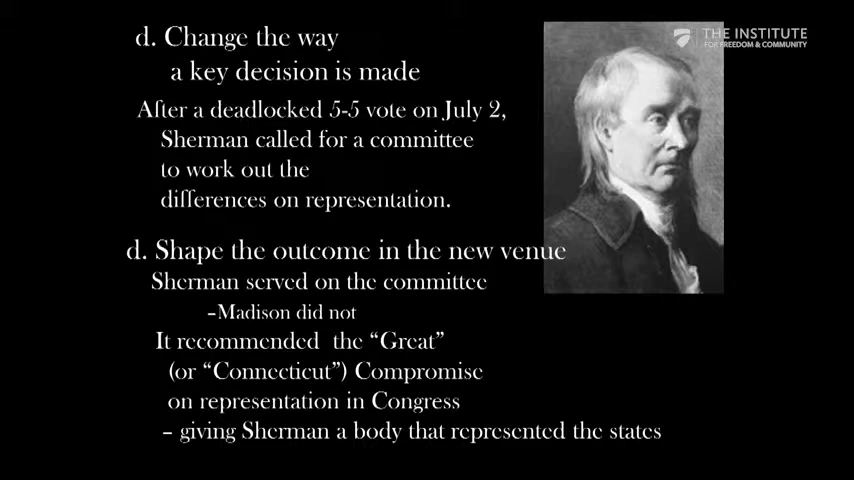 THE INSTITUTE
FOR FREEDOM & COMMUNITY
d. Change the way
a key decision is made
After a deadlocked 5-5 vote on July 2,
Sherman called for a committee
to work out the
differences on representation.
d. Shape the outcome in the new venue
Sherman served on the committee
–Madison did not
It recommended the “Great”
(or “Connecticut”) Compromise
on representation in Congress
– giving Sherman a body that represented the states